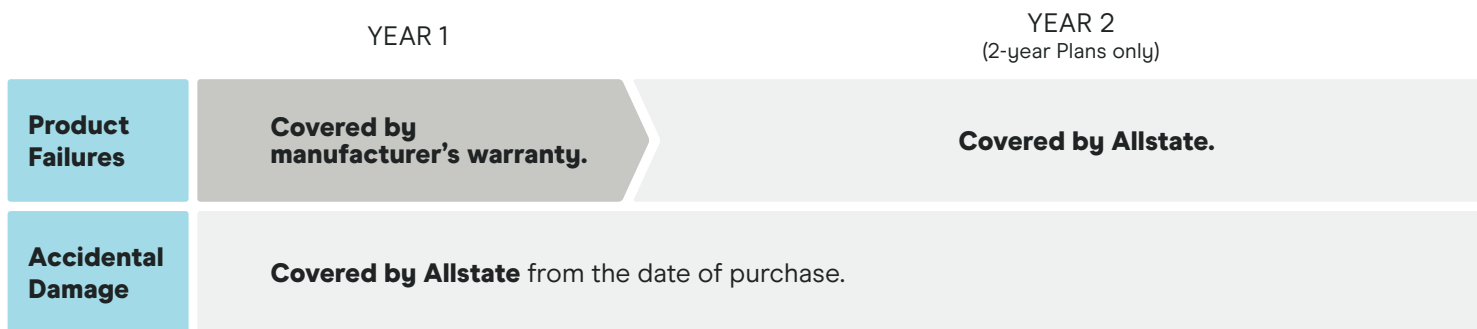 YEAR 1
YEAR 2
(2-year Plans only)
Product
Failures
Covered by
manufacturer’s warranty.
Covered by Allstate.
Accidental
Damage
Covered by Allstate from the date of purchase.